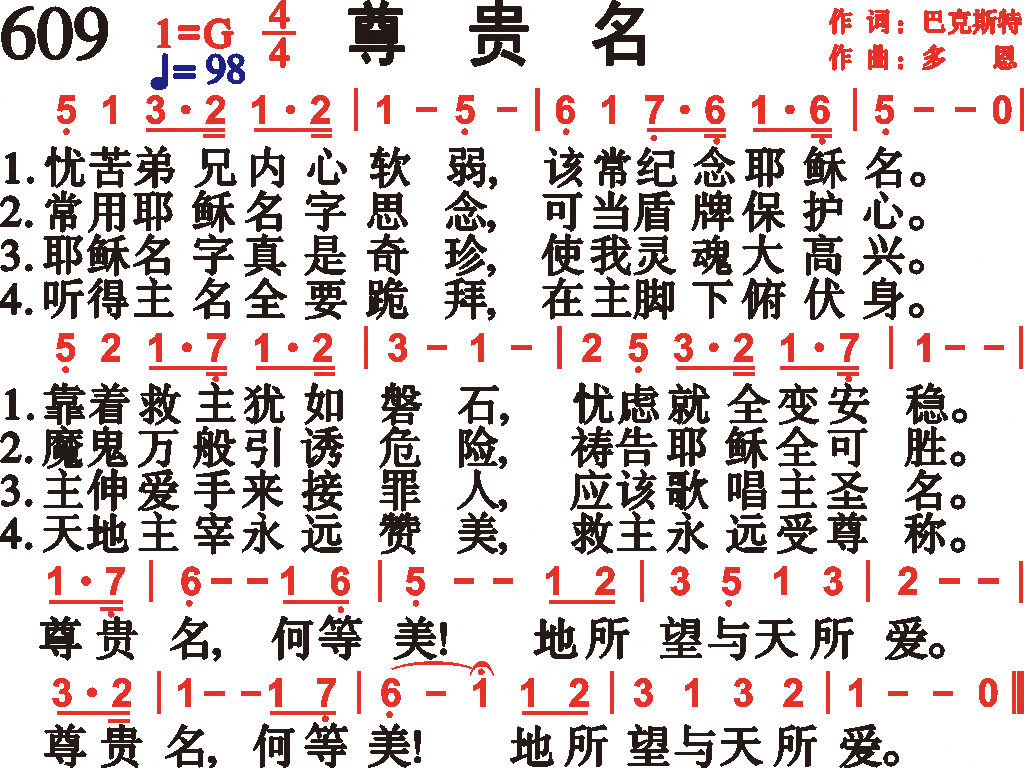 609 1=G 4/4 尊贵名 作词：巴克斯特
♩=98 作曲：多恩
5 1 3·2 1·2 | 1 - 5 - | 6 1 7·6 1·6 | 5 - - 0 |
1.忧苦弟兄内心软弱, 该常纪念耶稣名。
2.常用耶稣名字思念, 可当盾牌保护心。
3.耶稣名字真是奇珍, 使我灵魂大高兴。
4.听得主名全要跪拜, 在主脚下俯伏身。
5 2 1·7 1·2 | 3 - 1 - | 2 5 3·2 1·7 | 1 - - |
1.靠着救主犹如磐石, 忧虑就全变安稳。
2.魔鬼万般引诱危险, 祷告耶稣全可胜。
3.主伸爱手来接罪人, 应该歌唱主圣名。
4.天地主宰永远赞美, 救主永远受尊称。
1·7 | 6 - - 1 6 | 5 - - 1 2 | 3 5 1 3 | 2 - - |
尊贵名, 何等美! 地所望与天所爱。
3·2 | 1 - - 1 7 | 6 - 1 1 2 | 3 1 3 2 | 1 - - 0
尊贵名, 何等美! 地所望与天所爱。